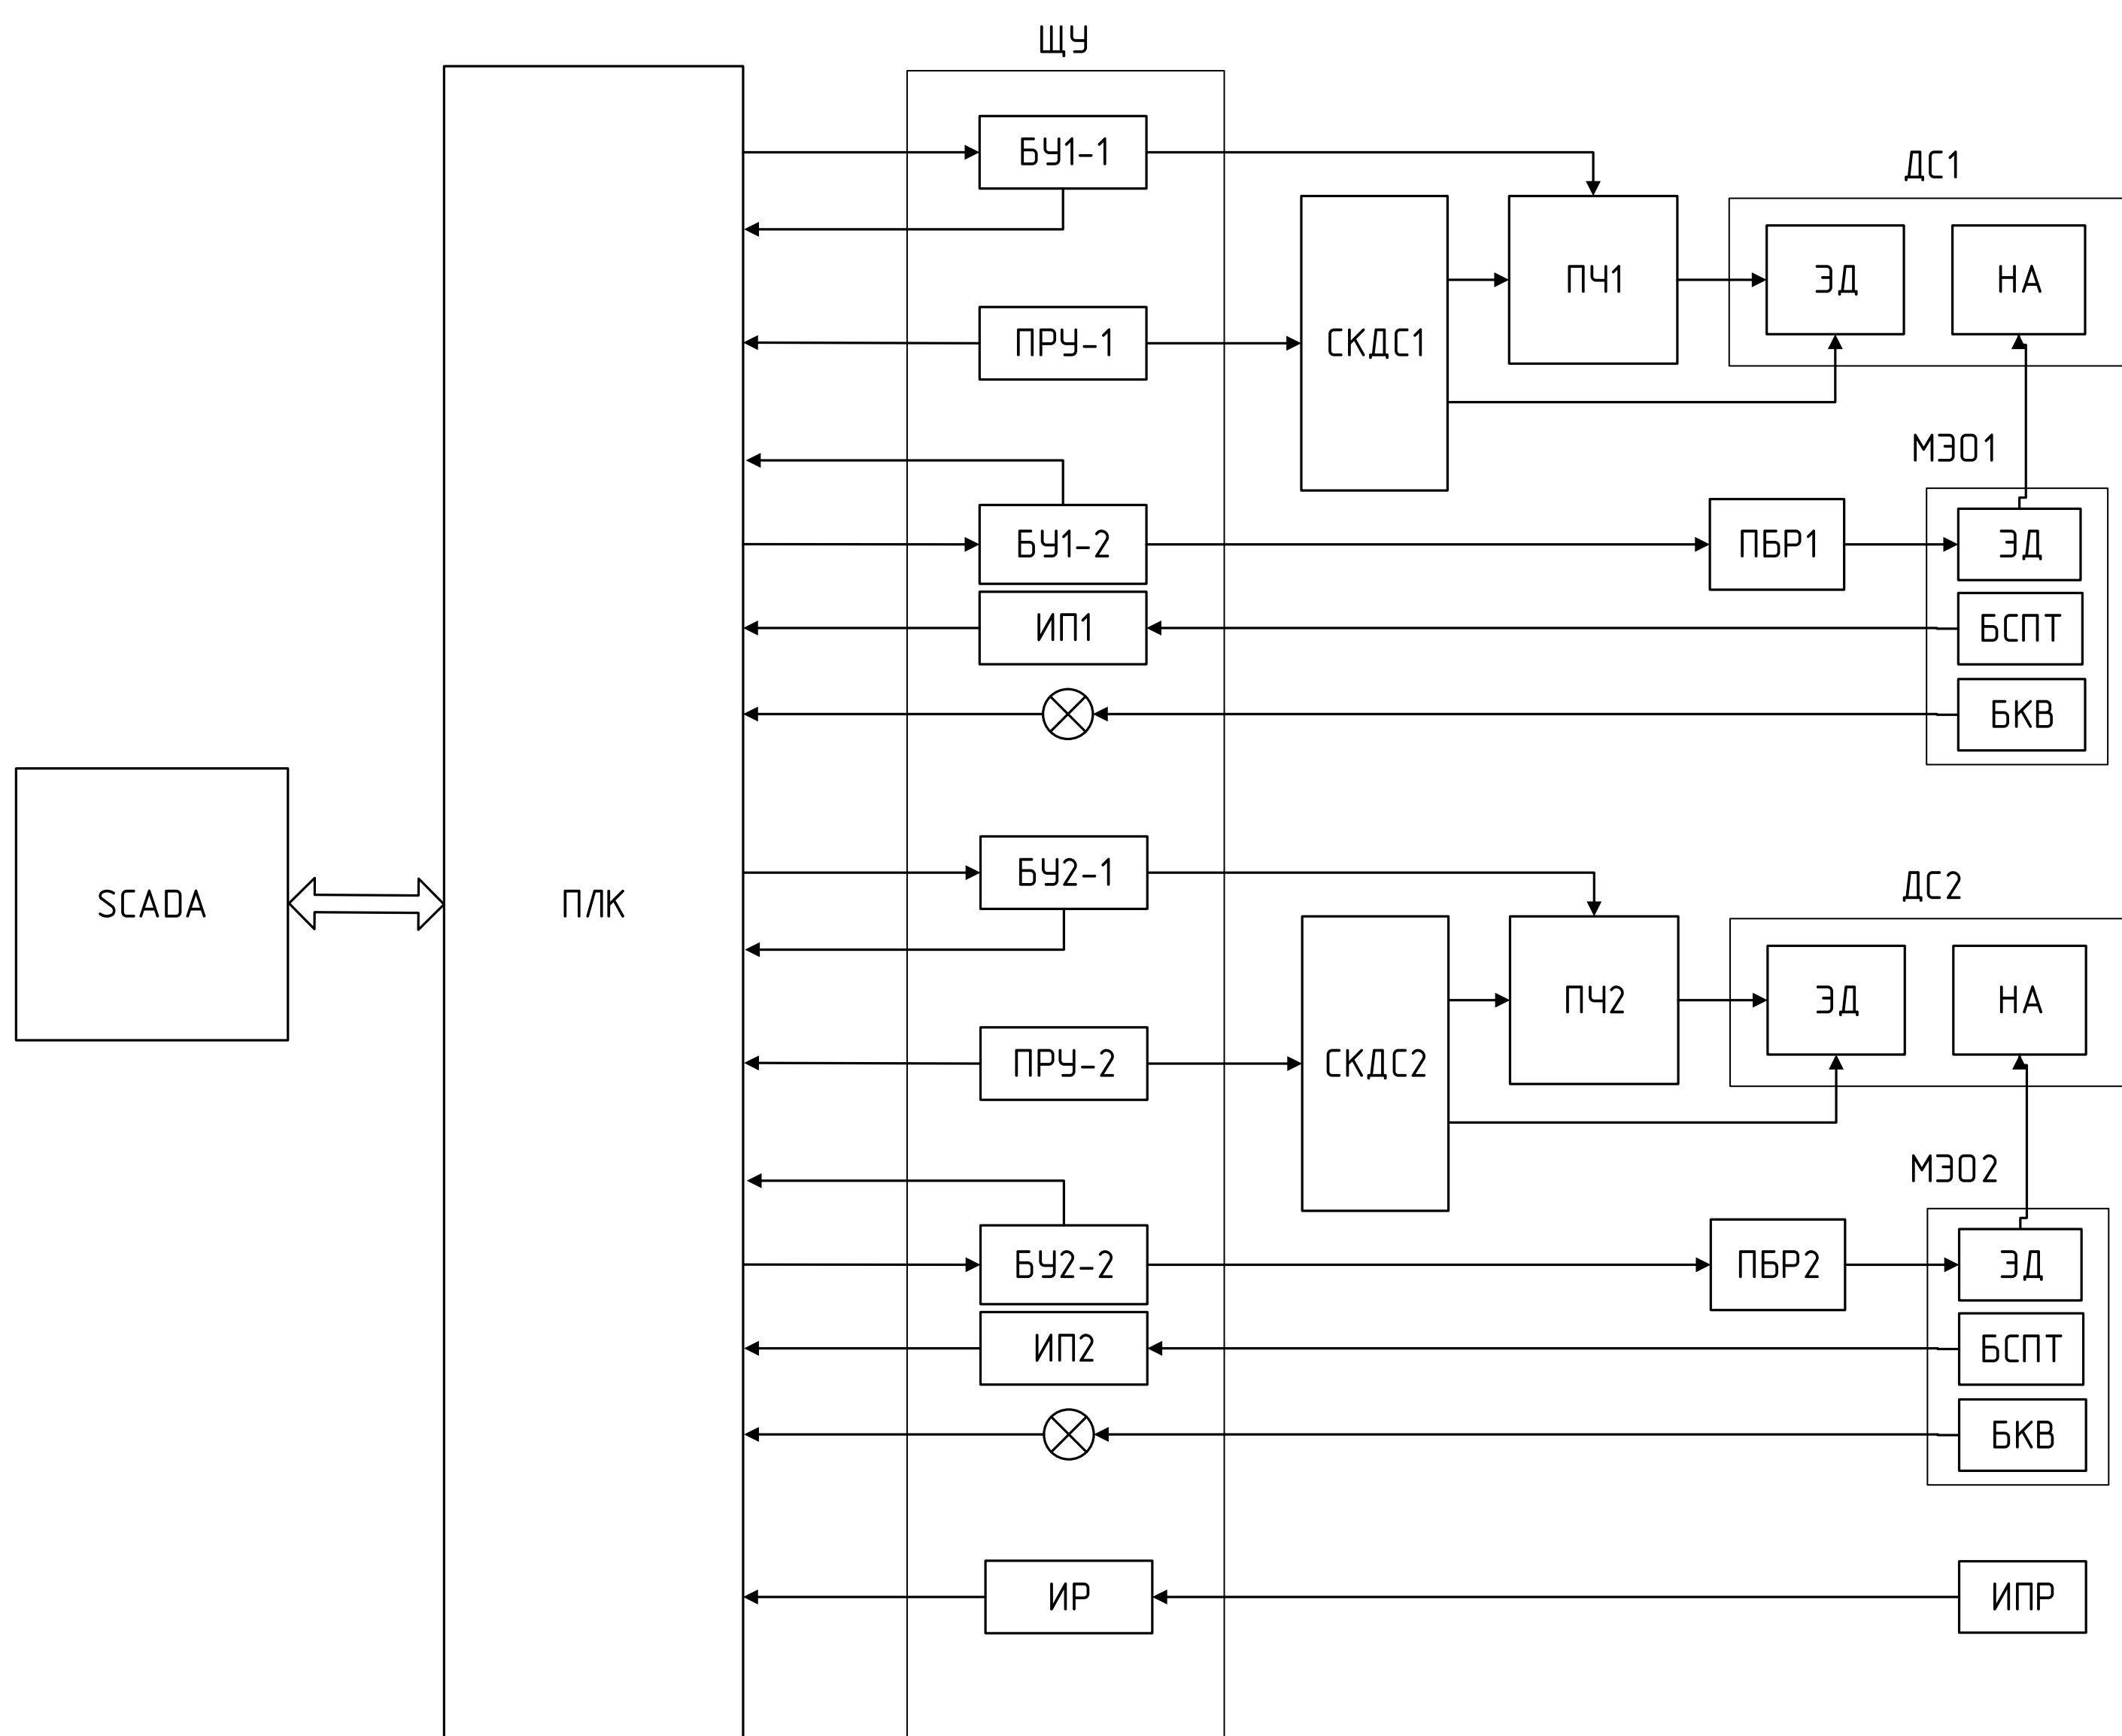 ЩУ
БУ1-1
ДС1
ПЧ1
ЭД
НА
ПРУ-1
СКДС1
МЭО1
БУ1-2
ПБР1
ЭД
ИП1
БСПТ
БКВ
SCADA
ПЛК
БУ2-1
ДС2
ПЧ2
ЭД
НА
ПРУ-2
СКДС2
МЭО2
БУ2-2
ПБР2
ЭД
ИП2
БСПТ
БКВ
ИР
ИПР